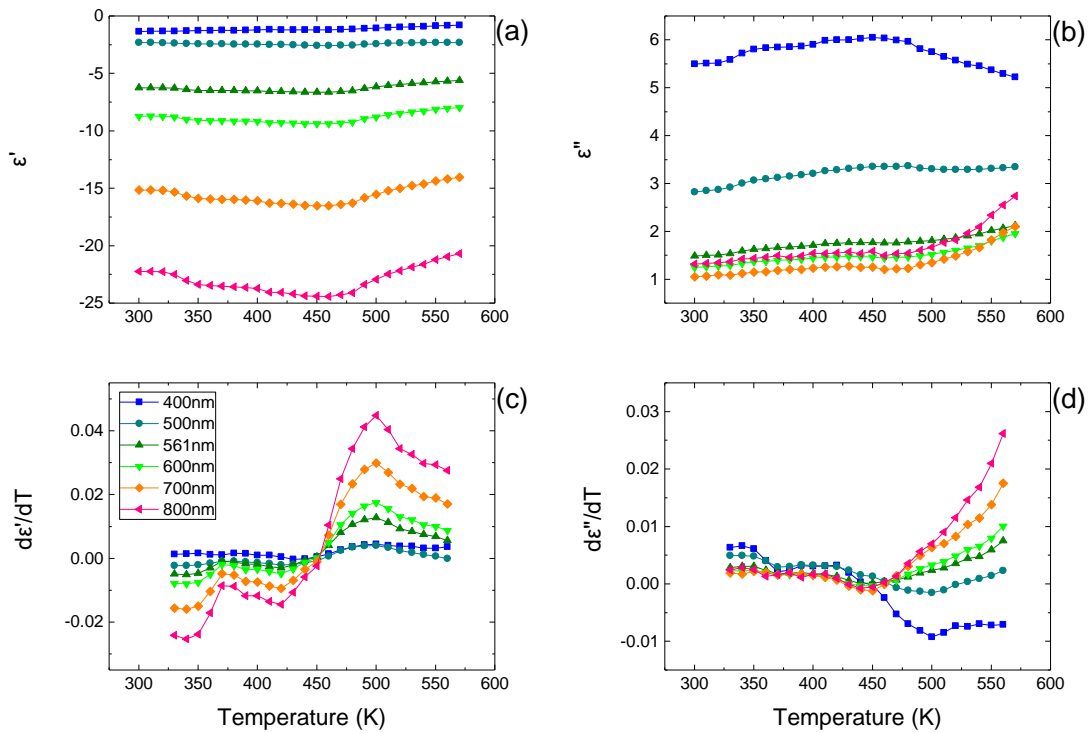 (a)
0
-5
-10
-15
-20
-25
ε'
300 350 400 450 500 550 600
(b)
6
5
4
3
2
1
ε"
300 350 400 450 500 550 600
(c)
400nm
500nm
561nm
600nm
700nm
800nm
0.04
0.02
0.00
-0.02
dε'/dT
300 350 400 450 500 550 600
Temperature (K)
(d)
0.03
0.02
0.01
0.00
-0.01
dε"/dT
300 350 400 450 500 550 600
Temperature (K)